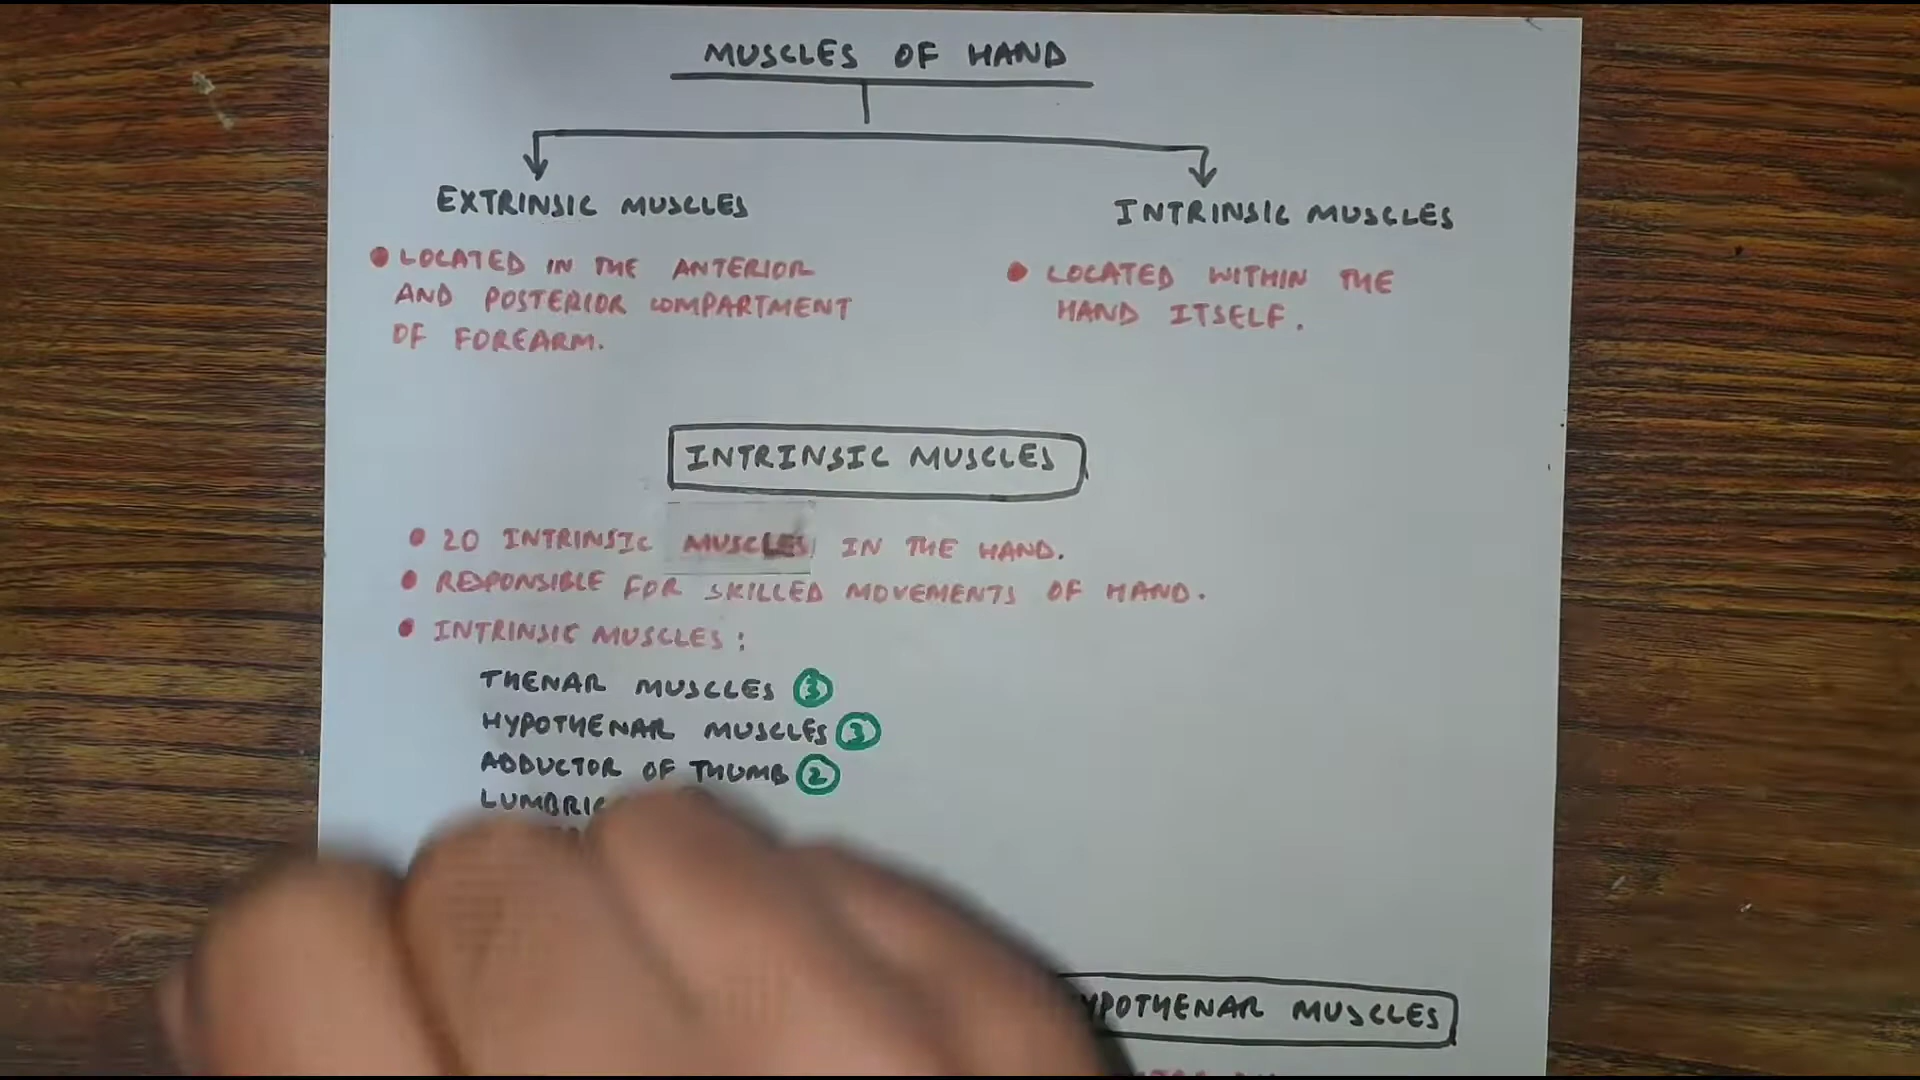 MUSCLES OF HAND
EXTRINSIC MUSCLES
INTRINSIC MUSCLES
LOCATED IN THE ANTERIOR
AND POSTERIOR COMPARTMENT
OF FOREARM.
LOCATED WITHIN THE
HAND ITSELF.
INTRINSIC MUSCLES
20 INTRINSIC MUSCLES IN THE HAND.
RESPONSIBLE FOR SKILLED MOVEMENTS OF HAND.
INTRINSIC MUSCLES:
THENAR MUSCLES 3
HYPOTHENAR MUSCLES 3
ADDUCTOR OF THUMB 2
LUMBRIC
YPOTHENAR MUSCLES